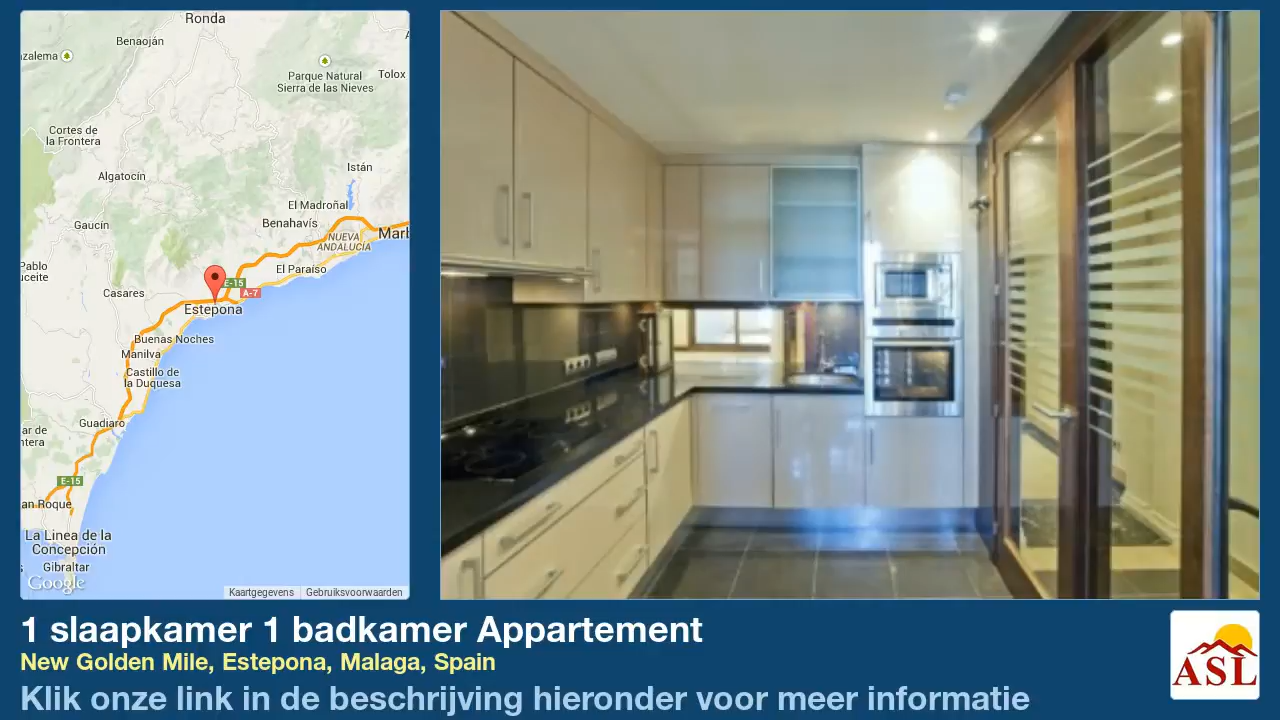 Ronda
Benaoján
zalema
Parque Natural
Sierra de las Nieves
Tolox
Cortes de
la Frontera
Istán
Algatocín
El Madroñal
Benahavís
Gaucín
NUEVA
ANDALUCÍA
Marb
Pablo
uceite
El Paraíso
E-15
A-7
Casares
Estepona
Buenas Noches
Manilva
Castillo de
la Duquesa
Guadiaro
ar de
ntera
E-15
an Roque
La Linea de la
Concepción
Gibraltar
Google
Kaartgegevens
Gebruiksvoorwaarden
1 slaapkamer 1 badkamer Appartement
New Golden Mile, Estepona, Malaga, Spain
Klik onze link in de beschrijving hieronder voor meer informatie
ASL